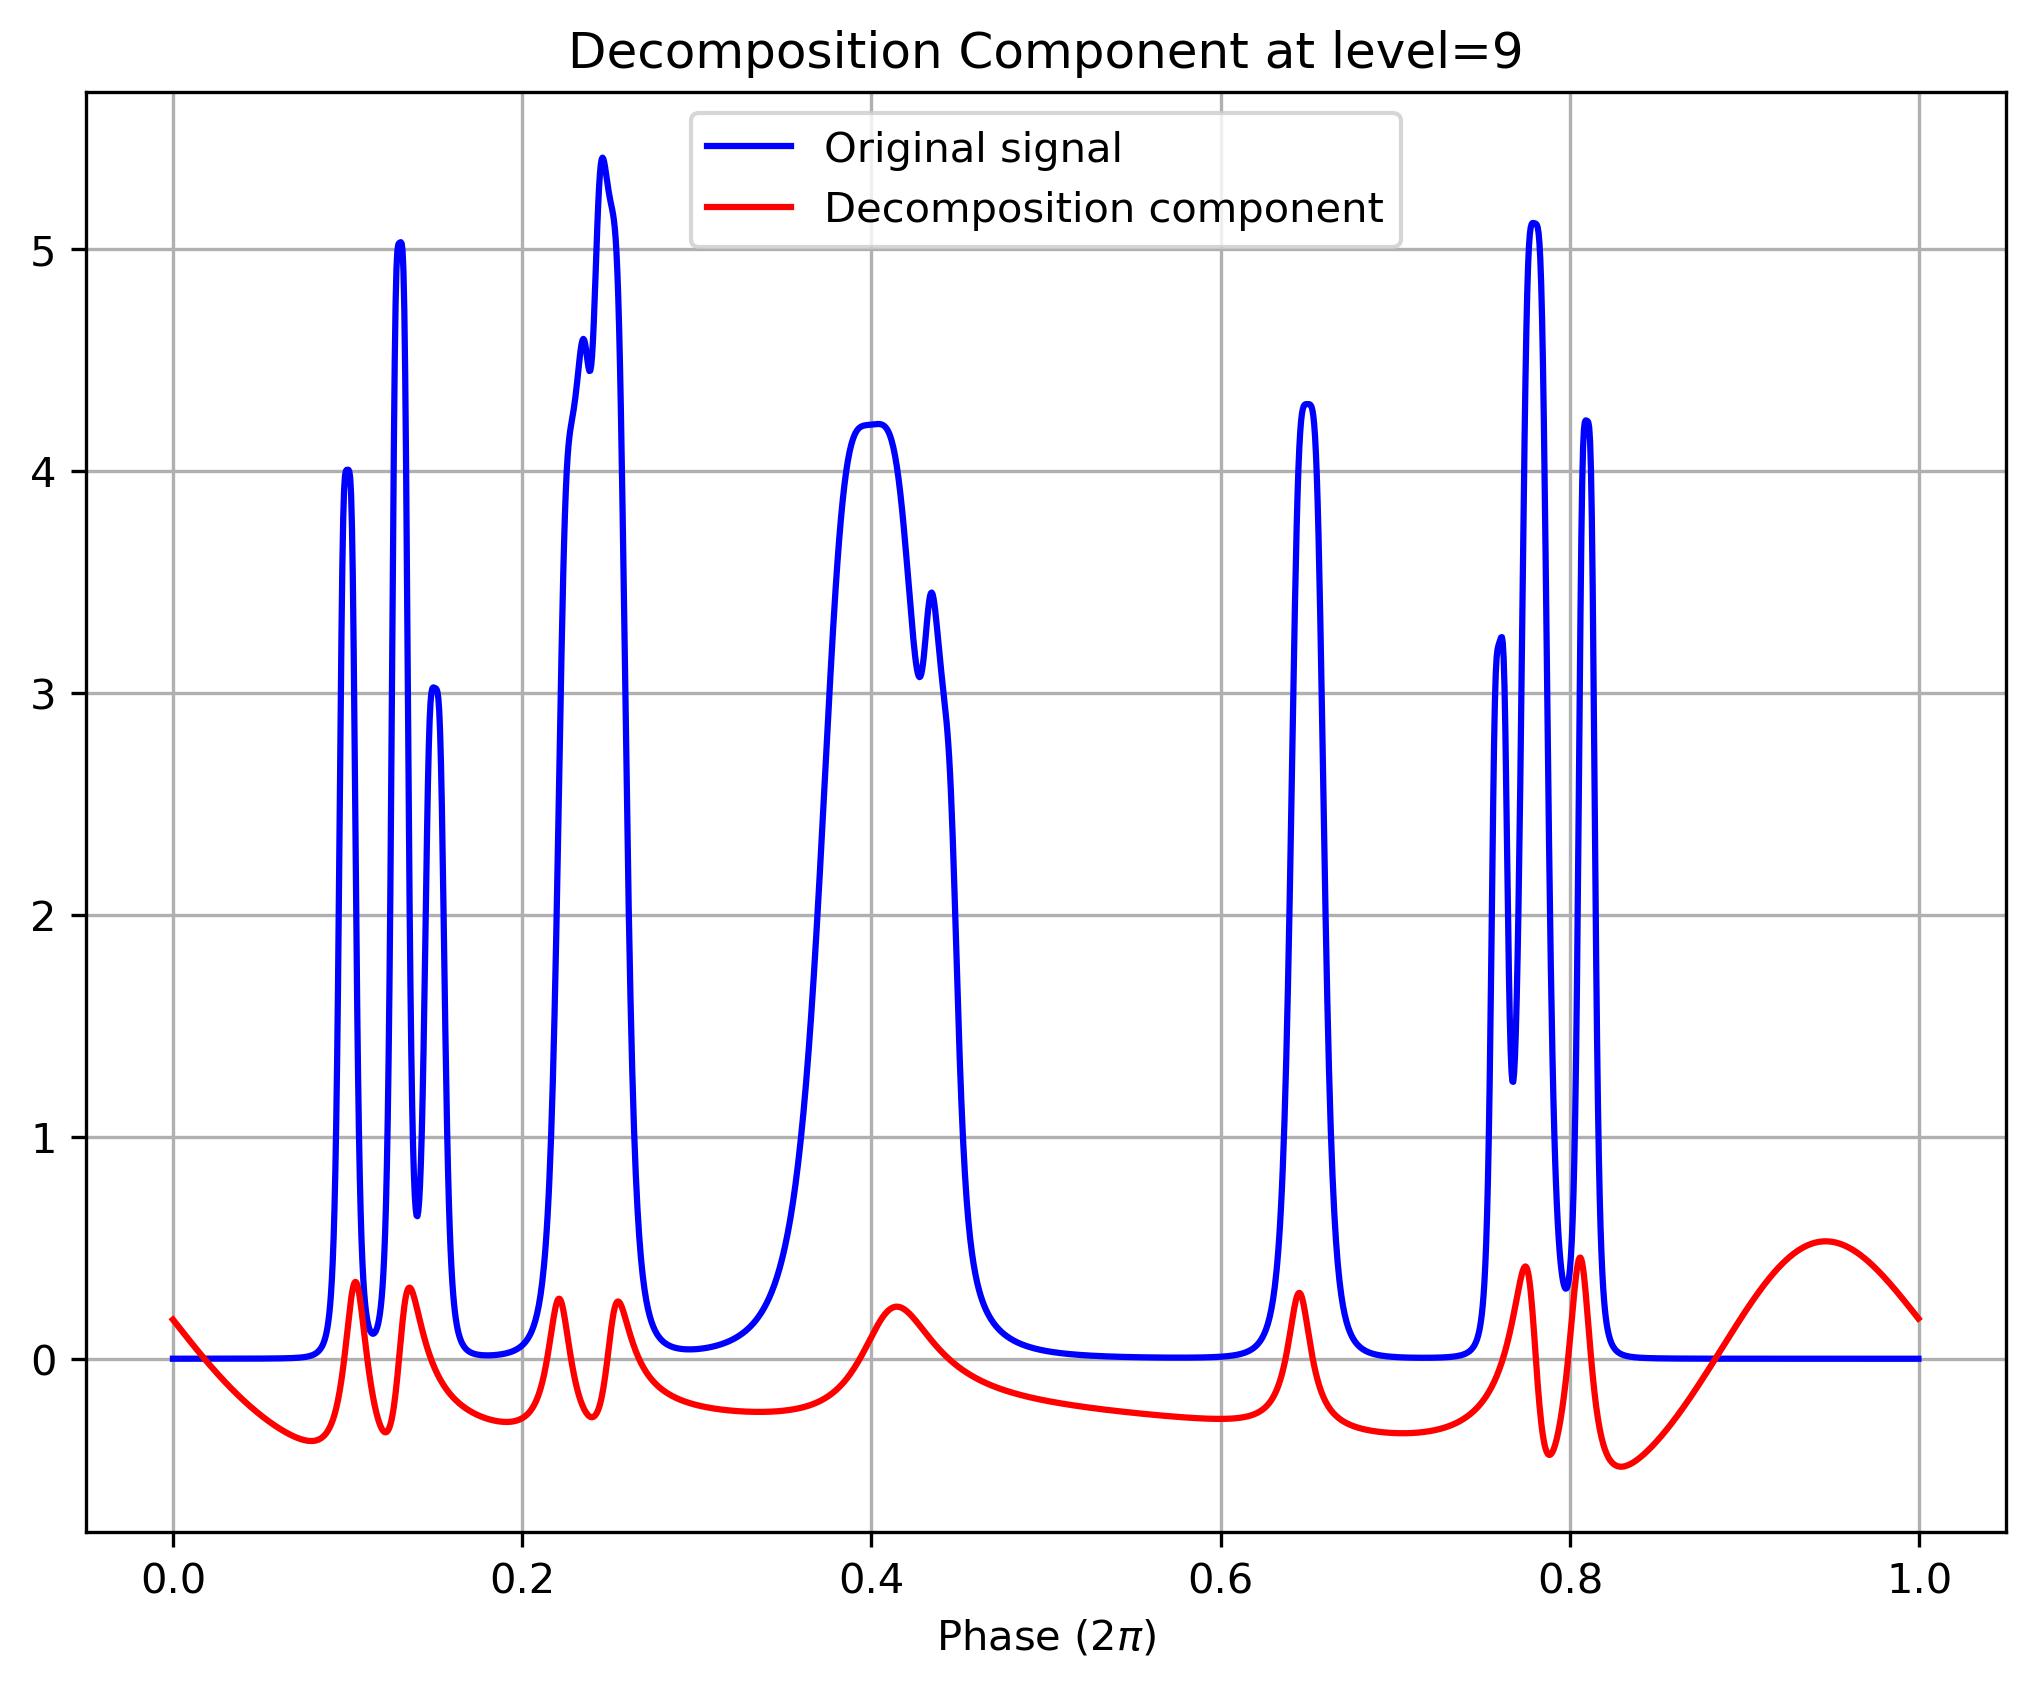 Decomposition Component at level=9
Original signal
Decomposition component
5
4
3
2
1
0
0.0 0.2 0.4 0.6 0.8 1.0
Phase (2π)